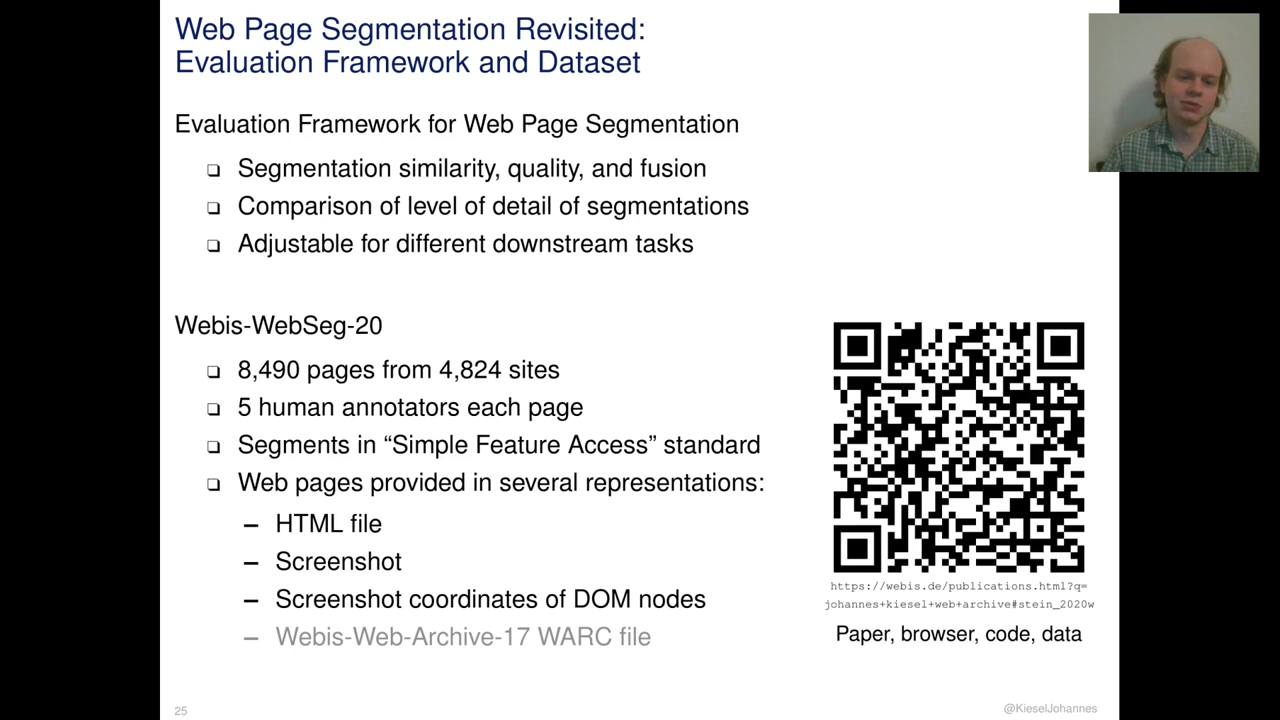 Web Page Segmentation Revisited:
Evaluation Framework and Dataset
Evaluation Framework for Web Page Segmentation
Segmentation similarity, quality, and fusion
Comparison of level of detail of segmentations
Adjustable for different downstream tasks
Webis-WebSeg-20
8,490 pages from 4,824 sites
5 human annotators each page
Segments in “Simple Feature Access” standard
Web pages provided in several representations:
– HTML file
– Screenshot
– Screenshot coordinates of DOM nodes
– Webis-Web-Archive-17 WARC file
https://webis.de/publications.html?q=
johannes+kiesel+web+archive#stein_2020w
Paper, browser, code, data
25
@KieselJohannes